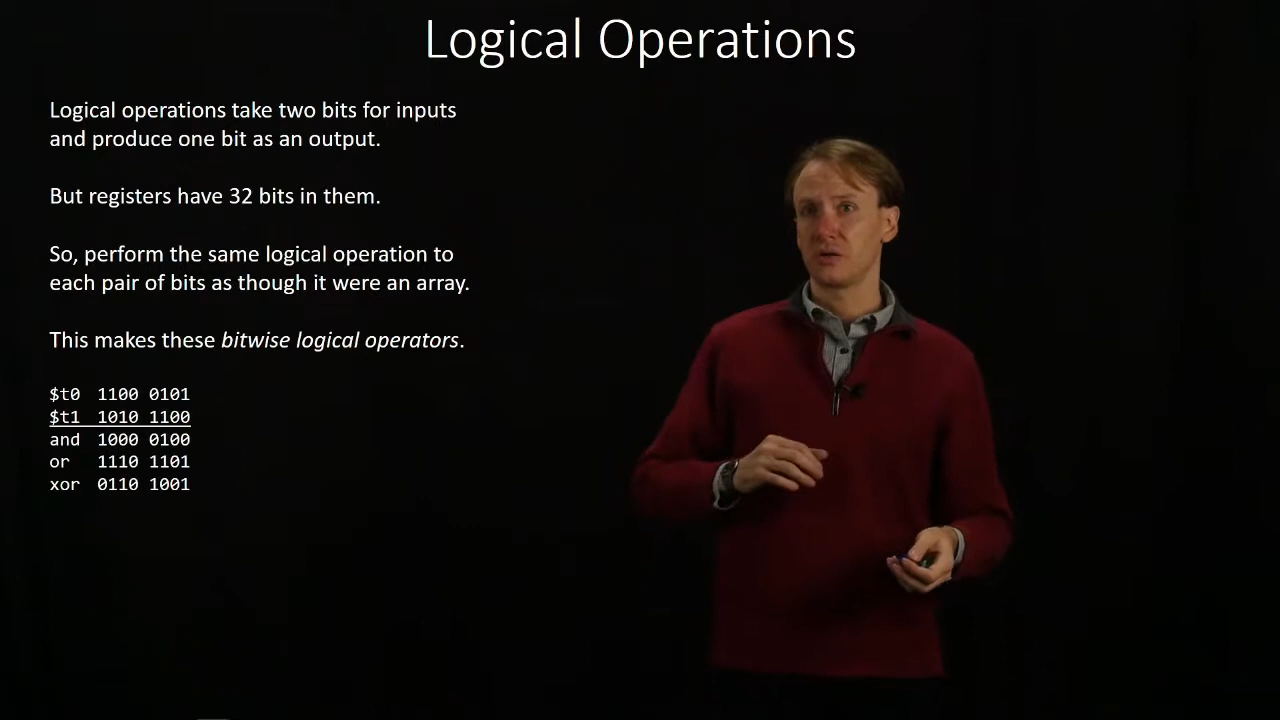 Logical Operations
Logical operations take two bits for inputs
and produce one bit as an output.
But registers have 32 bits in them.
So, perform the same logical operation to
each pair of bits as though it were an array.
This makes these bitwise logical operators.
$t0 1100 0101
$t1 1010 1100
and 1000 0100
or 1110 1101
xor 0110 1001